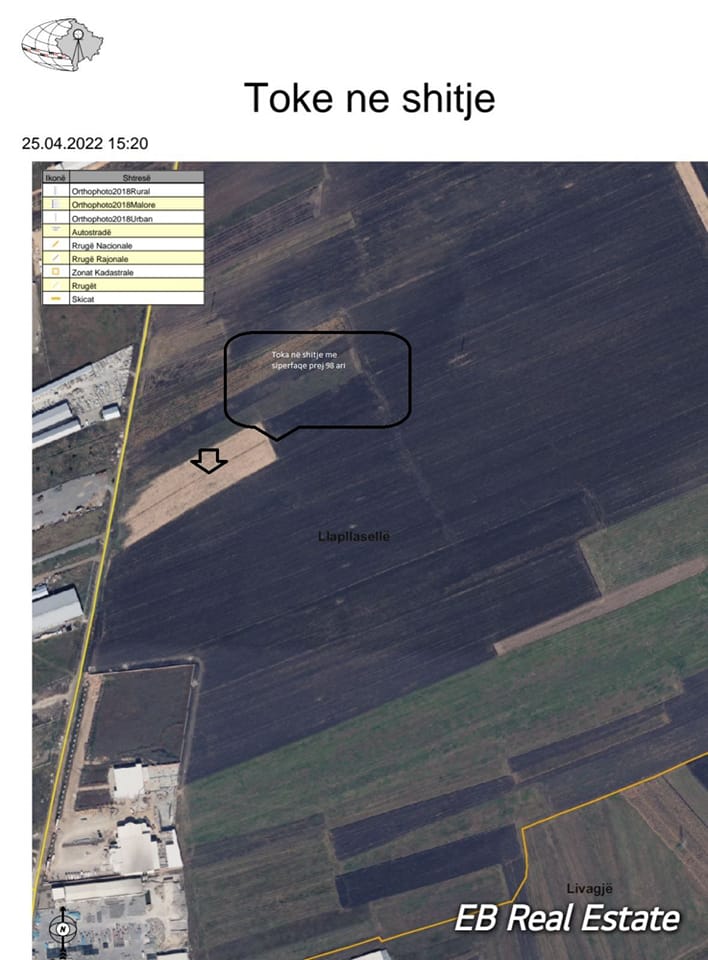 Toke ne shitje
25.04.2022 15:20
Ikonë Shtresë
Orthophoto2018Rural
Orthophoto2018Malore
Orthophoto2018Urban
Autostradë
Rrugë Nacionale
Rrugë Rajonale
Zonat Kadastrale
Rrugët
Skicat
Toka në shitje me
siperfaqe prej 98 ari
Llapllasellë
Livagjë
EB Real Estate
N